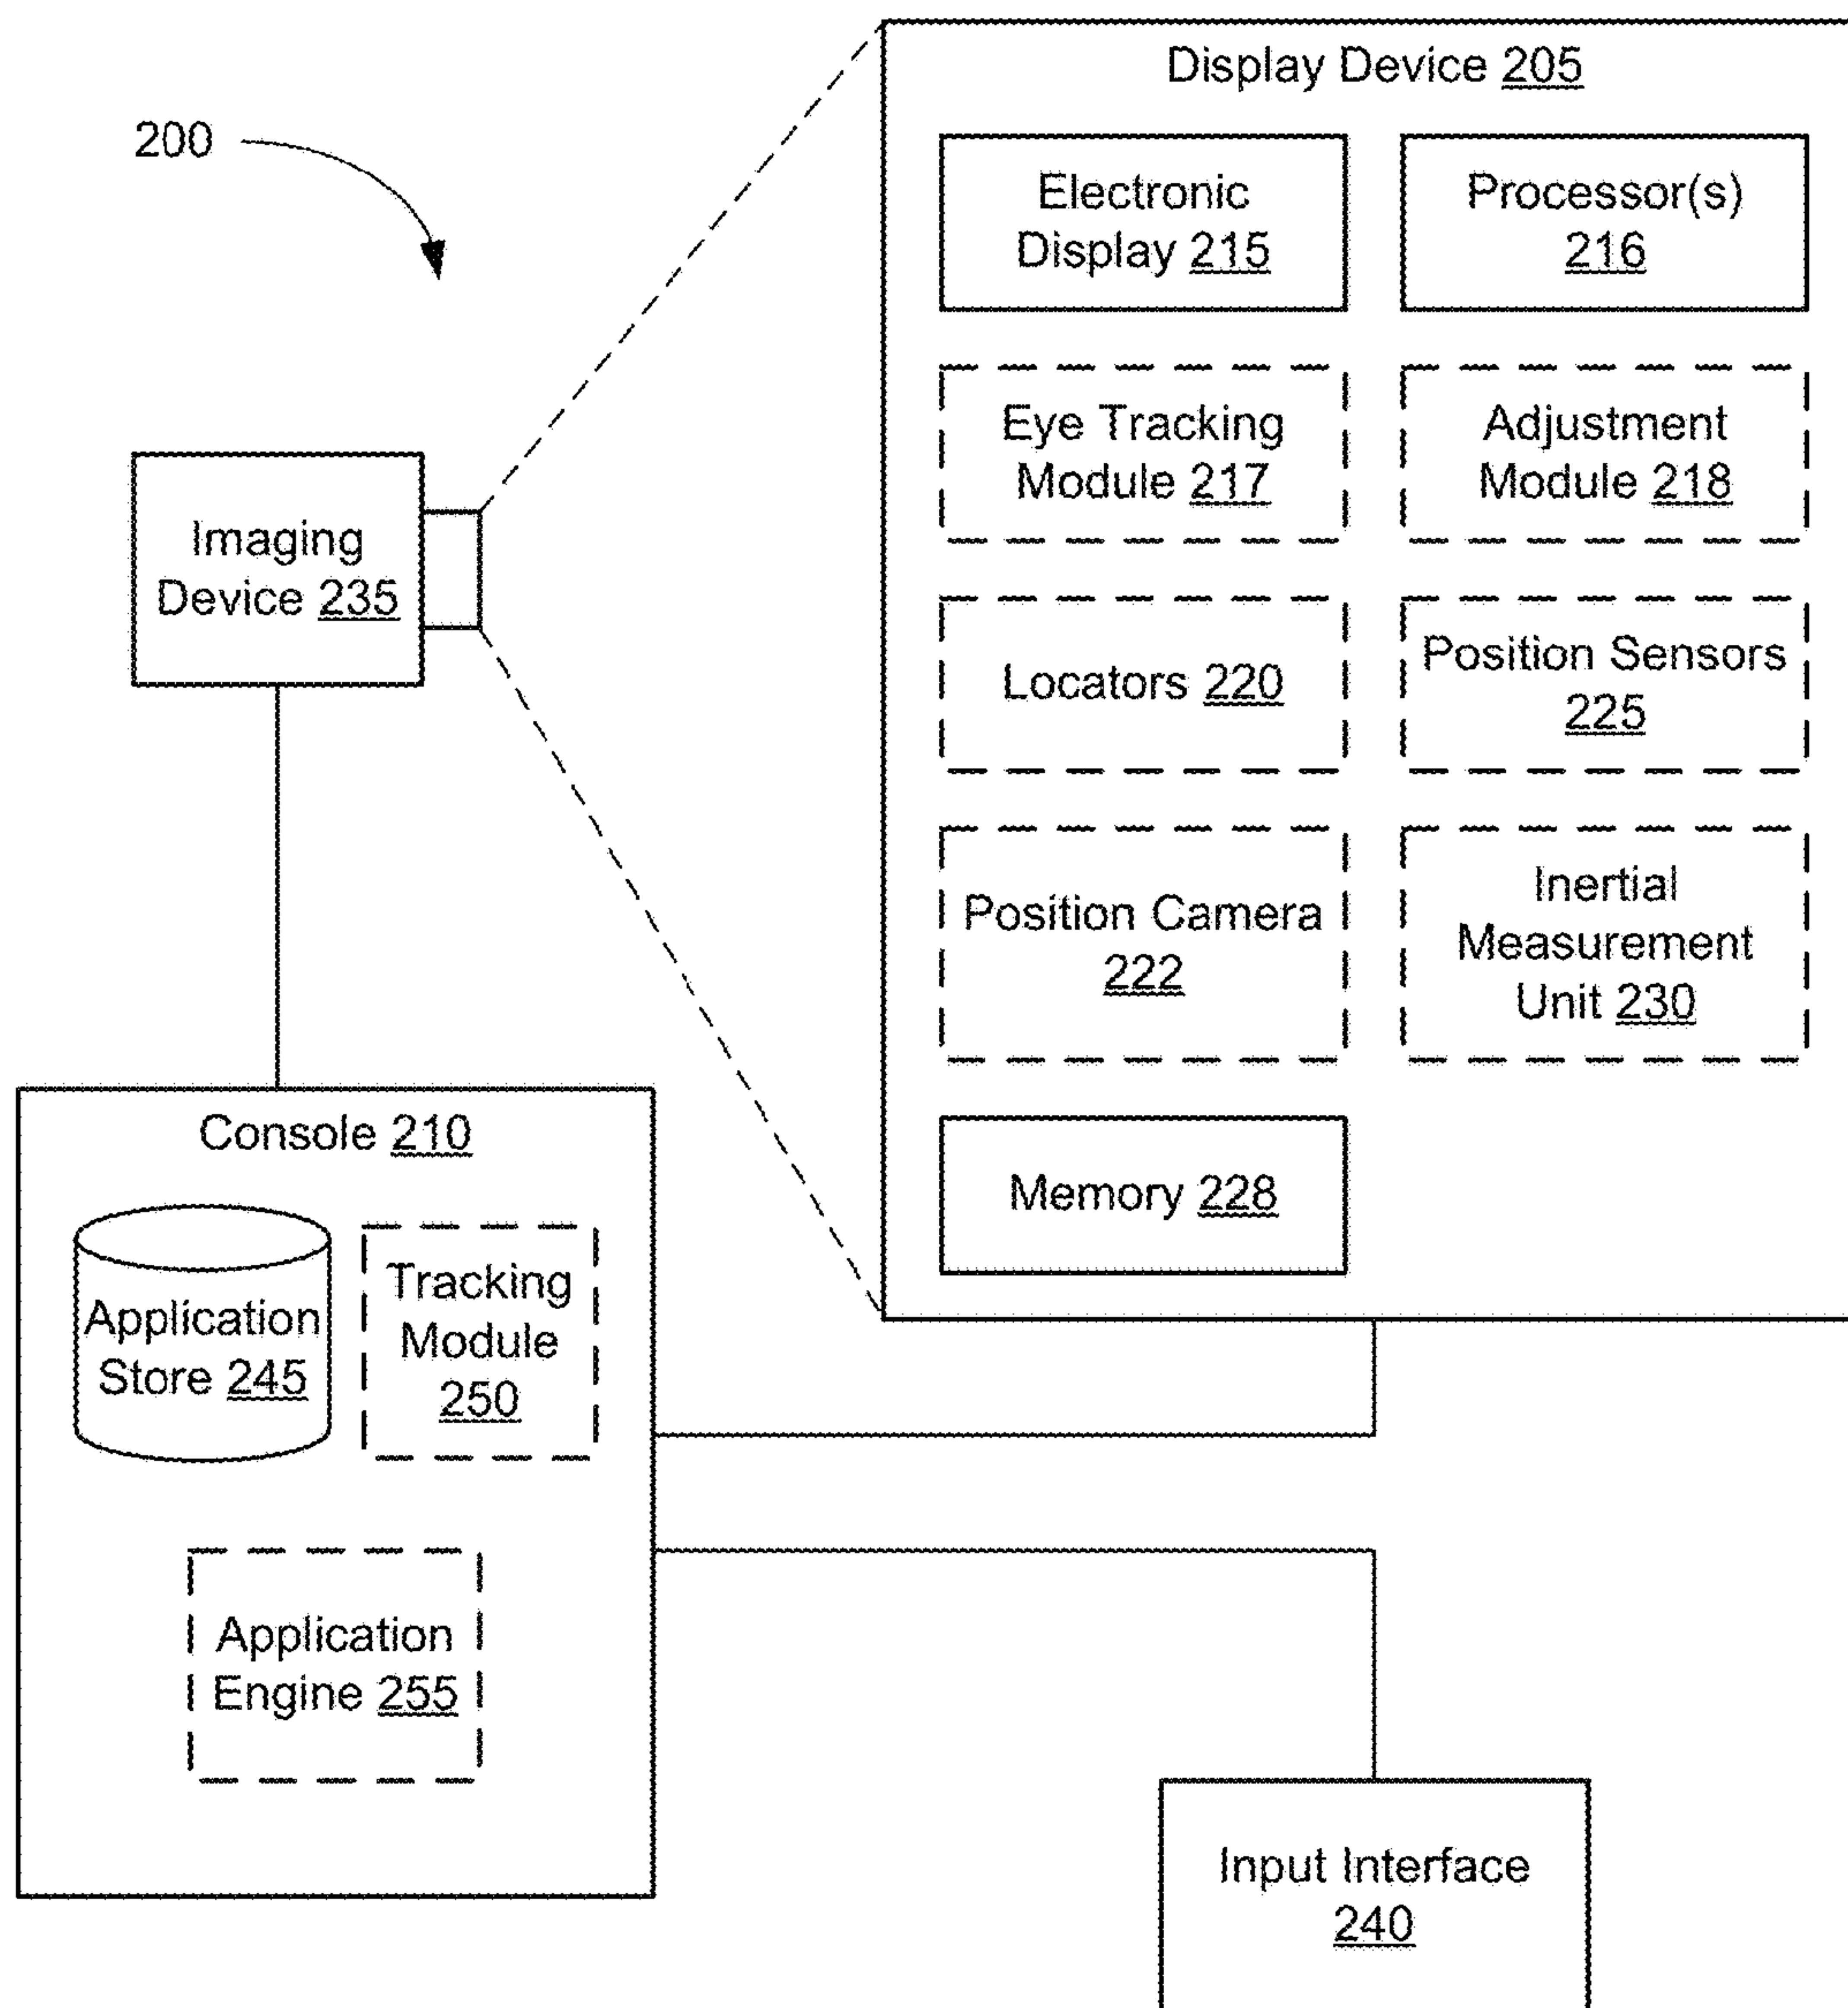 200
Display Device 205
Electronic
Display 215
Processor(s)
216
Eye Tracking
Module 217
Adjustment
Module 218
Imaging
Device 235
Locators 220
Position Sensors
225
Position Camera
222
Inertial
Measurement
Unit 230
Memory 228
Console 210
Application
Store 245
Tracking
Module
250
Application
Engine 255
Input Interface
240